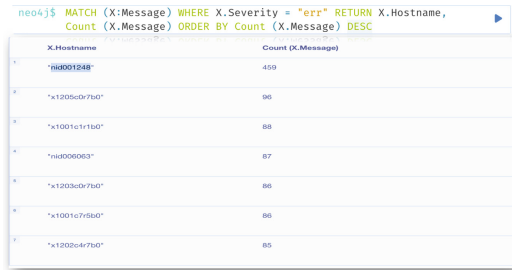 neo4j$ MATCH (X:Message) WHERE X.Severity = "err" RETURN X.Hostname,
Count (X.Message) ORDER BY Count (X.Message) DESC
X.Hostname Count (X.Message)
1 "nid001248" 459
2 "x1205c0r7b0" 96
3 "x1001c1r1b0" 88
4 "nid006063" 87
5 "x1203c0r7b0" 86
6 "x1001c7r5b0" 86
7 "x1202c4r7b0" 85